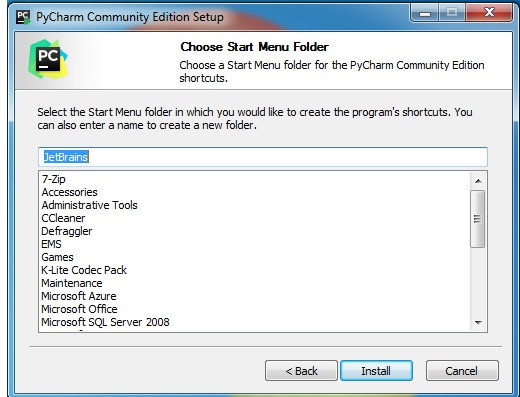 PyCharm Community Edition Setup
PC
Choose Start Menu Folder
Choose a Start Menu folder for the PyCharm Community Edition
shortcuts.
Select the Start Menu folder in which you would like to create the program's shortcuts. You
can also enter a name to create a new folder.
JetBrains
7-Zip
Accessories
Administrative Tools
CCleaner
Defraggler
EMS
Games
K-Lite Codec Pack
Maintenance
Microsoft Azure
Microsoft Office
Microsoft SQL Server 2008
< Back
Install
Cancel